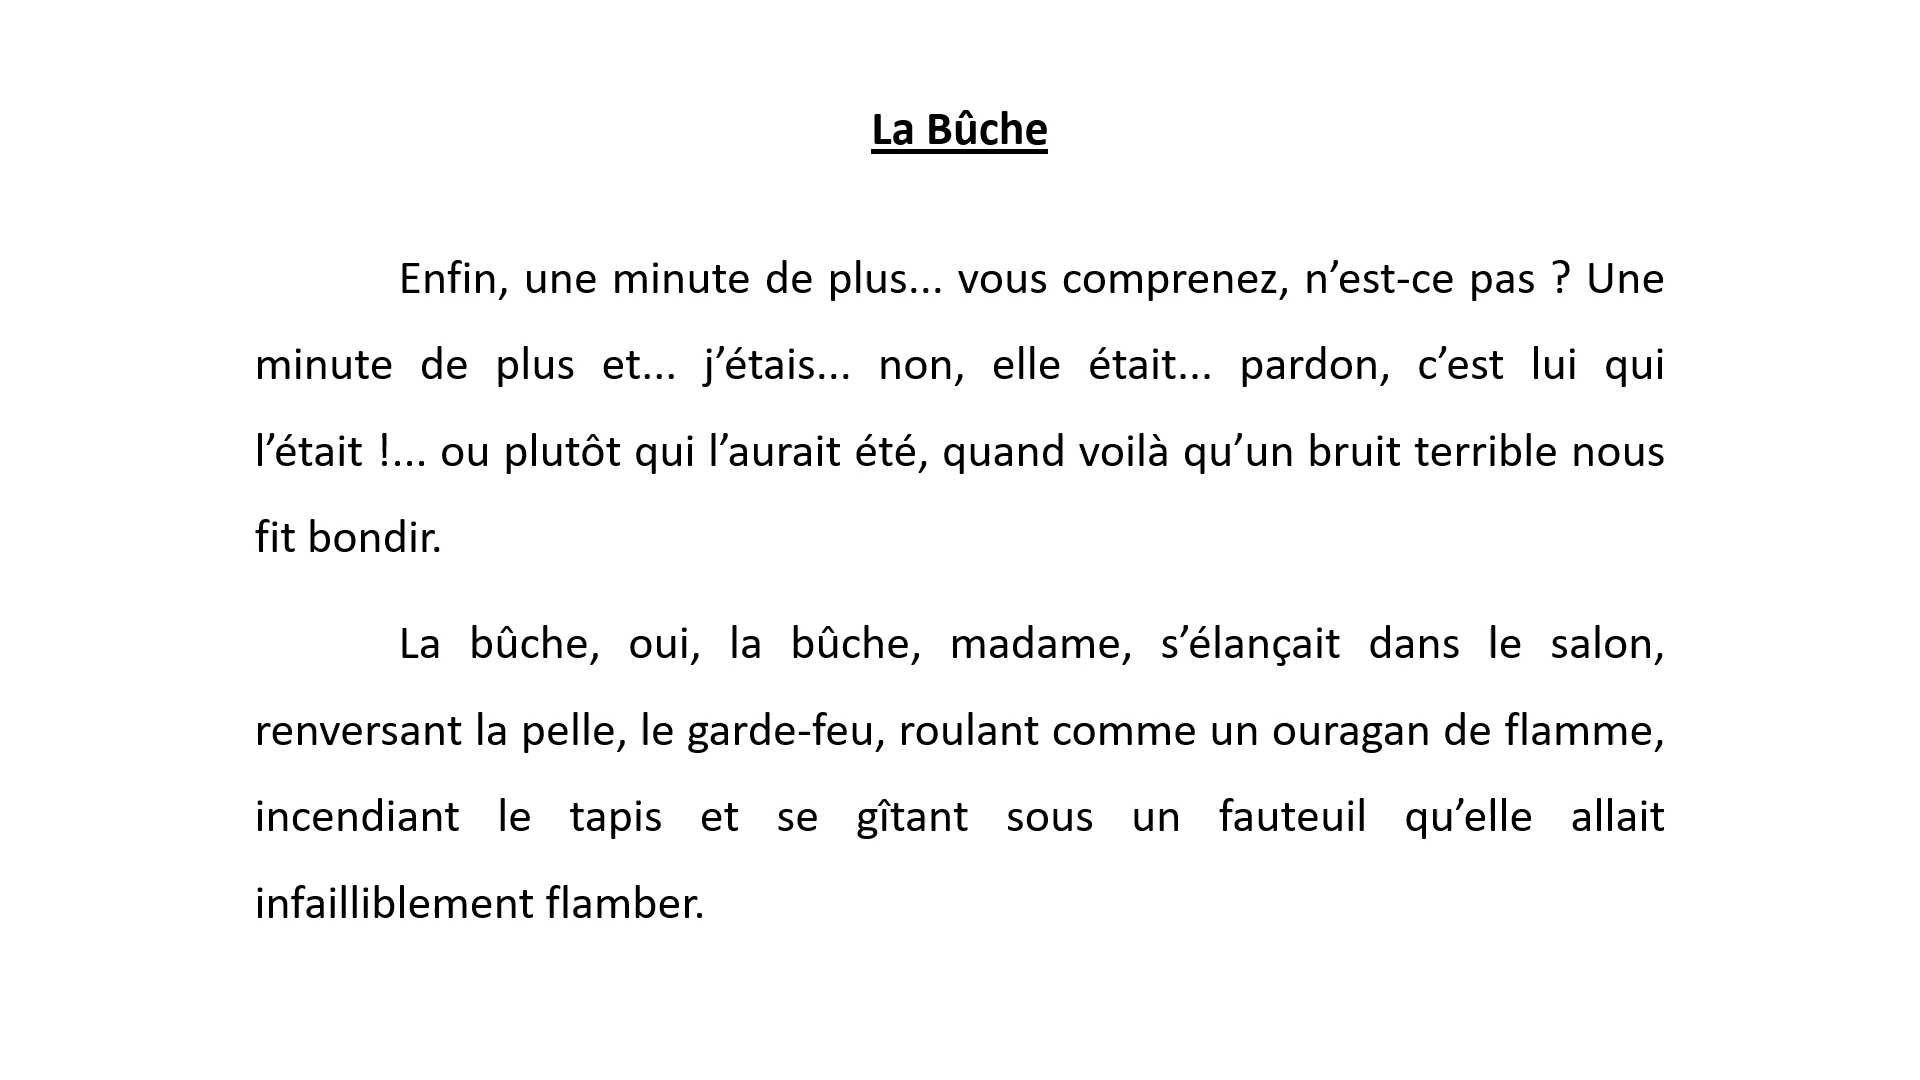 La Bûche
Enfin, une minute de plus... vous comprenez, n’est-ce pas ? Une
minute de plus et... j’étais... non, elle était... pardon, c’est lui qui
l’était !... ou plutôt qui l’aurait été, quand voilà qu’un bruit terrible nous
fit bondir.
La bûche, oui, la bûche, madame, s’élançait dans le salon,
renversant la pelle, le garde-feu, roulant comme un ouragan de flamme,
incendiant le tapis et se gîtant sous un fauteuil qu’elle allait
infailliblement flamber.